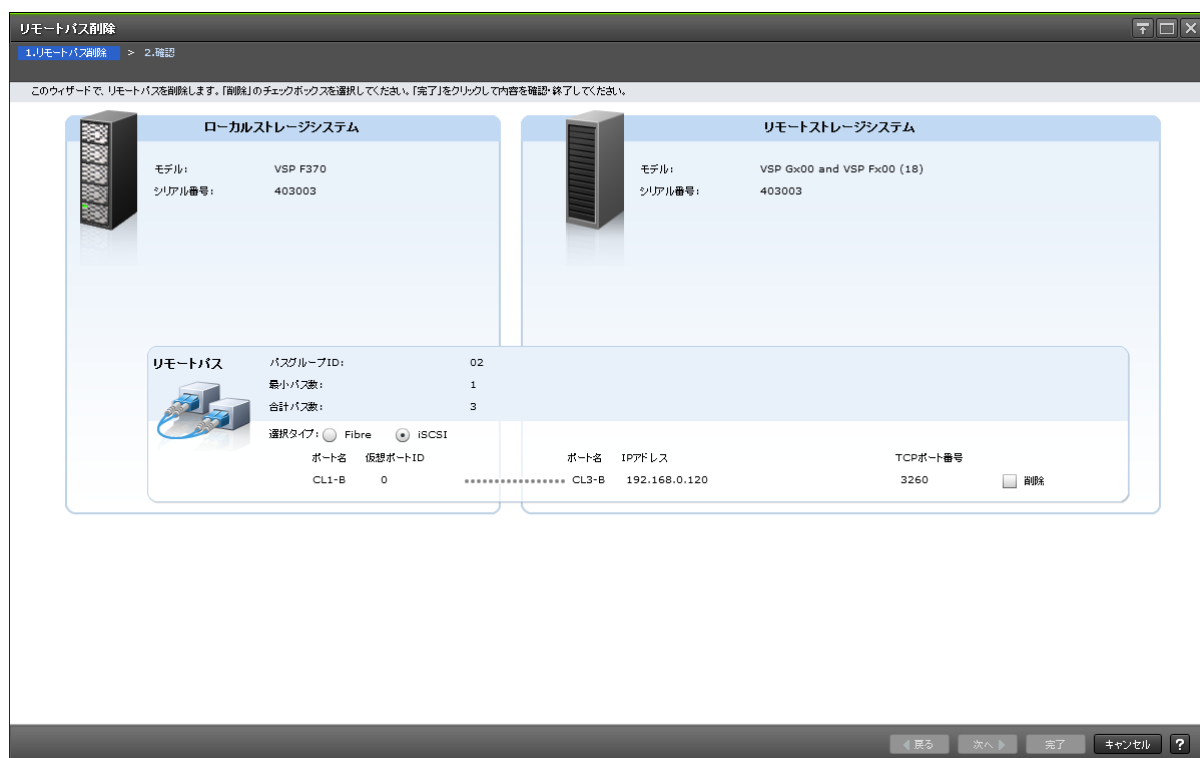 リモートパス削除
1.リモートパス削除 > 2.確認
このウィザードで、リモートパスを削除します。「削除」のチェックボックスを選択してください。「完了」をクリックして内容を確認・終了してください。
ローカルストレージシステム
モデル: VSP F370
シリアル番号: 403003
リモートストレージシステム
モデル: VSP Gx00 and VSP Fx00 (18)
シリアル番号: 403003
リモートパス
パスグループID: 02
最小パス数: 1
合計パス数: 3
選択タイプ: Fibre iSCSI
ポート名 仮想ポートID ポート名 IPアドレス TCPポート番号
CL1-B 0 CL3-B 192.168.0.120 3260 削除
戻る 次へ 完了 キャンセル ?